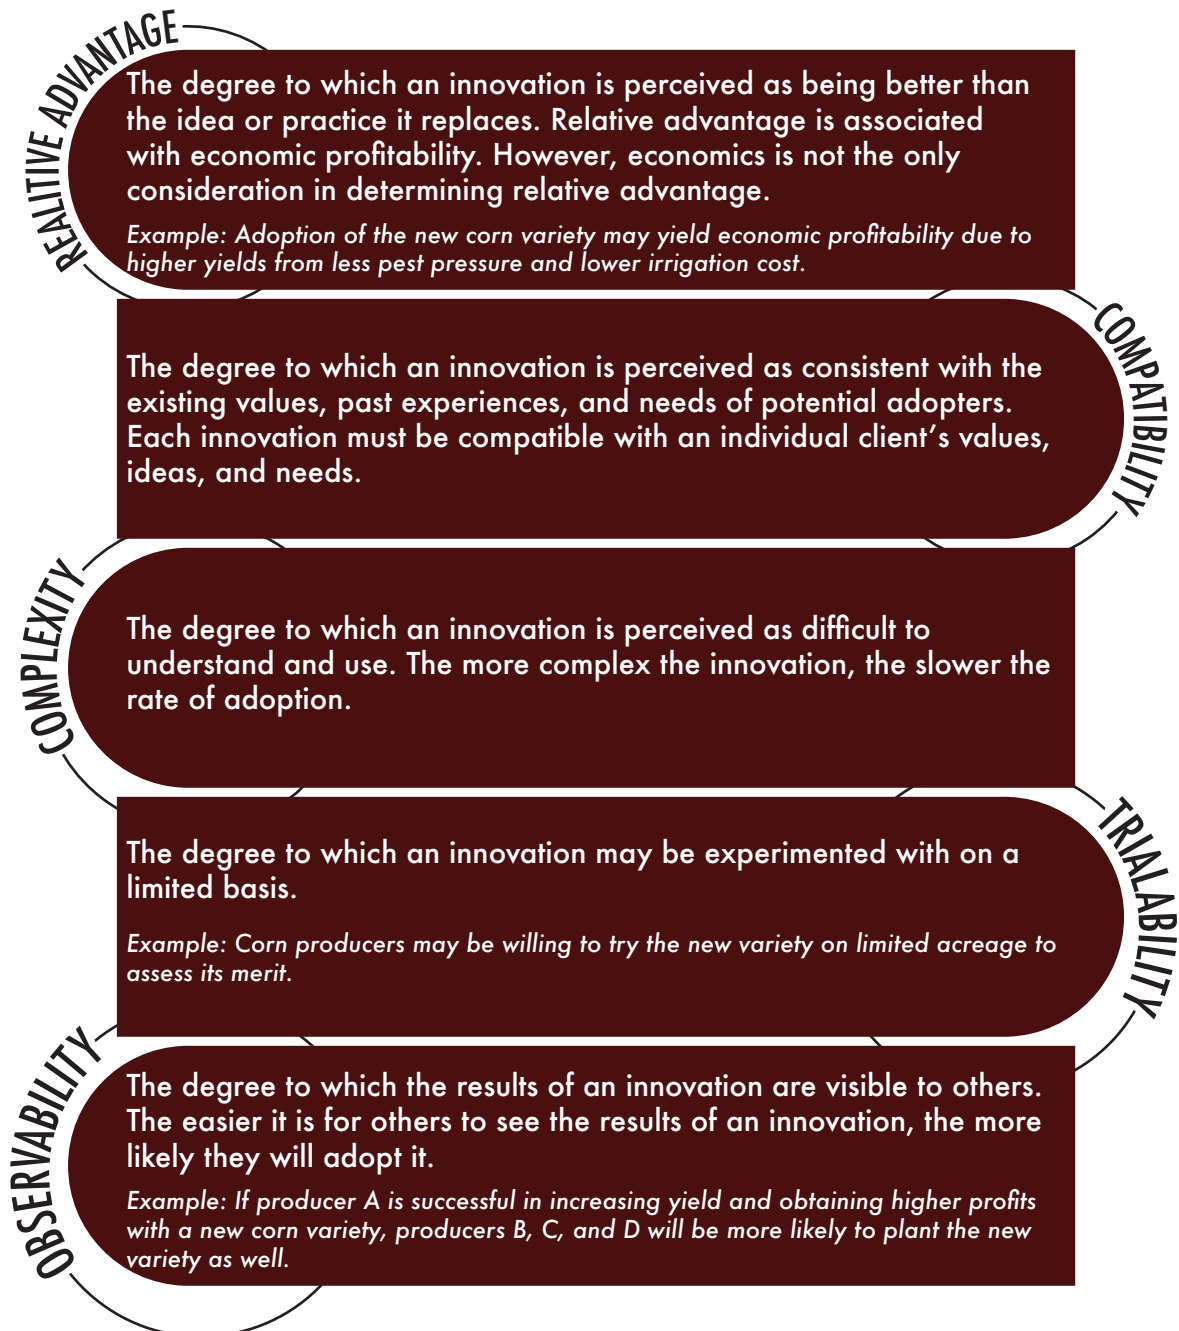 REALITIVE ADVANTAGE
The degree to which an innovation is perceived as being better than
the idea or practice it replaces. Relative advantage is associated
with economic profitability. However, economics is not the only
consideration in determining relative advantage.
Example: Adoption of the new corn variety may yield economic profitability due to
higher yields from less pest pressure and lower irrigation cost.
COMPATIBILITY
The degree to which an innovation is perceived as consistent with the
existing values, past experiences, and needs of potential adopters.
Each innovation must be compatible with an individual client’s values,
ideas, and needs.
COMPLEXITY
The degree to which an innovation is perceived as difficult to
understand and use. The more complex the innovation, the slower the
rate of adoption.
TRIALABILITY
The degree to which an innovation may be experimented with on a
limited basis.
Example: Corn producers may be willing to try the new variety on limited acreage to
assess its merit.
OBSERVABILITY
The degree to which the results of an innovation are visible to others.
The easier it is for others to see the results of an innovation, the more
likely they will adopt it.
Example: If producer A is successful in increasing yield and obtaining higher profits
with a new corn variety, producers B, C, and D will be more likely to plant the new
variety as well.